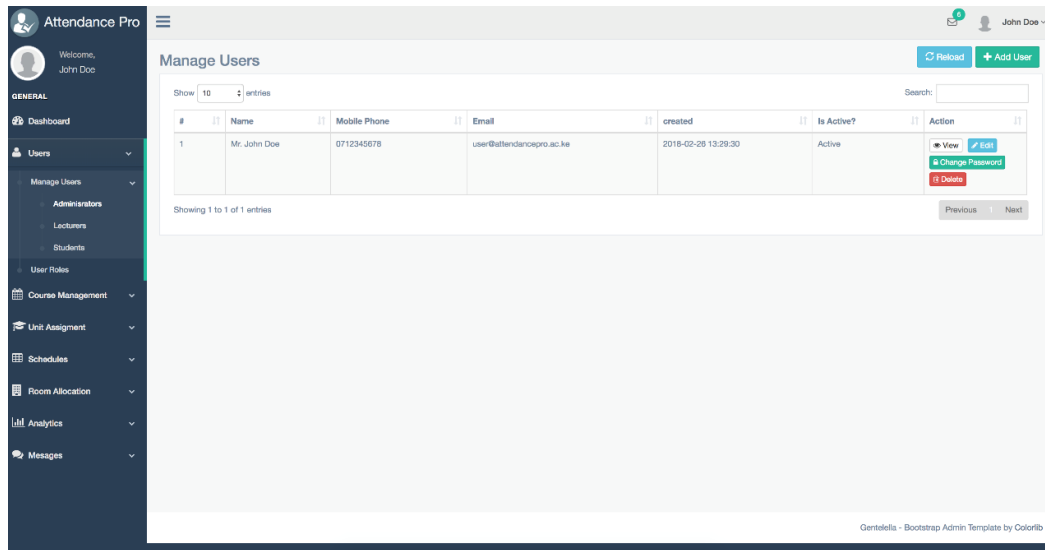 Attendance Pro
6
John Doe
Welcome,
John Doe
GENERAL
Dashboard
Users
Manage Users
Adminisrators
Lecturers
Students
User Roles
Course Management
Unit Assigment
Schedules
Room Allocation
Analytics
Mesages
Manage Users
Reload
Add User
Show 10 entries
Search:
# Name Mobile Phone Email created Is Active? Action
1 Mr. John Doe 0712345678 user@attendancepro.ac.ke 2018-02-28 13:29:30 Active View Edit
Change Password
Delete
Showing 1 to 1 of 1 entries
Previous 1 Next
Gentelella - Bootstrap Admin Template by Colorlib